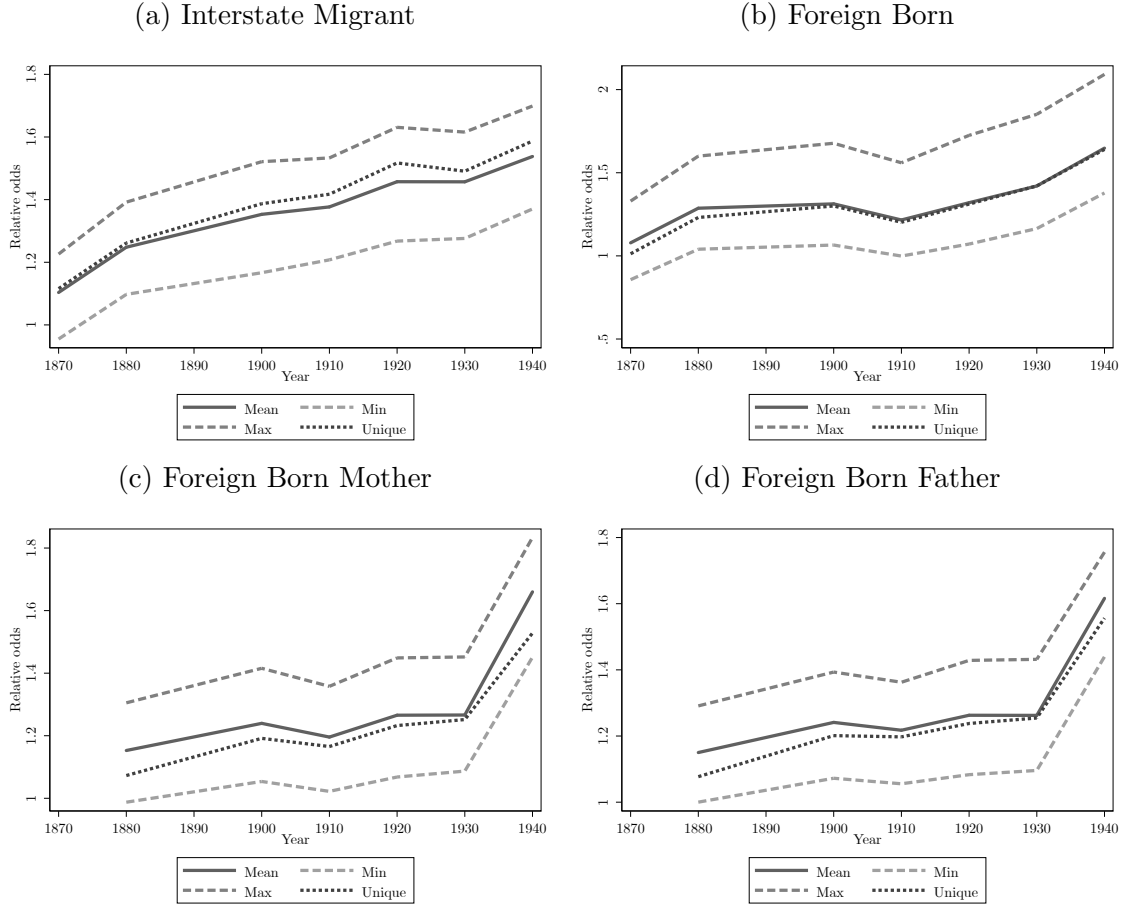 (a) Interstate Migrant
Relative odds
1.8
1.6
1.4
1.2
1
1870 1880 1890 1900 1910 1920 1930 1940
Year
Mean Min
Max Unique
(b) Foreign Born
Relative odds
2
1.5
1
.5
1870 1880 1890 1900 1910 1920 1930 1940
Year
Mean Min
Max Unique
(c) Foreign Born Mother
Relative odds
1.8
1.6
1.4
1.2
1
1870 1880 1890 1900 1910 1920 1930 1940
Year
Mean Min
Max Unique
(d) Foreign Born Father
Relative odds
1.8
1.6
1.4
1.2
1
1870 1880 1890 1900 1910 1920 1930 1940
Year
Mean Min
Max Unique